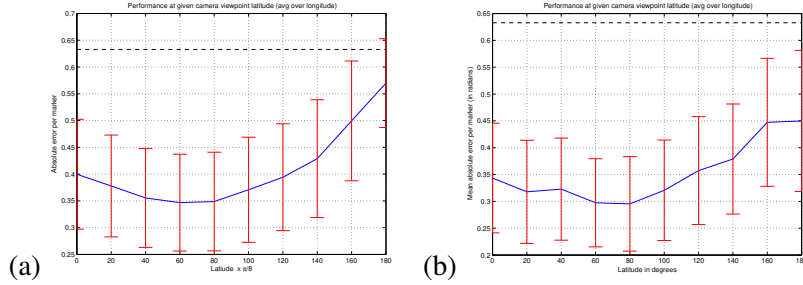 Performance at given camera viewpoint latitude (avg over longitude)
0.7
0.65
0.6
0.55
0.5
0.45
0.4
0.35
0.3
0.25
Absolute error per marker
0 20 40 60 80 100 120 140 160 180
Latiude x π/8
(a)
Performance at given camera viewpoint latitude (avg over longitude)
0.65
0.6
0.55
0.5
0.45
0.4
0.35
0.3
0.25
0.2
Mean absolute error per marker (in radians)
0 20 40 60 80 100 120 140 160 180
Latitude in degrees
(b)